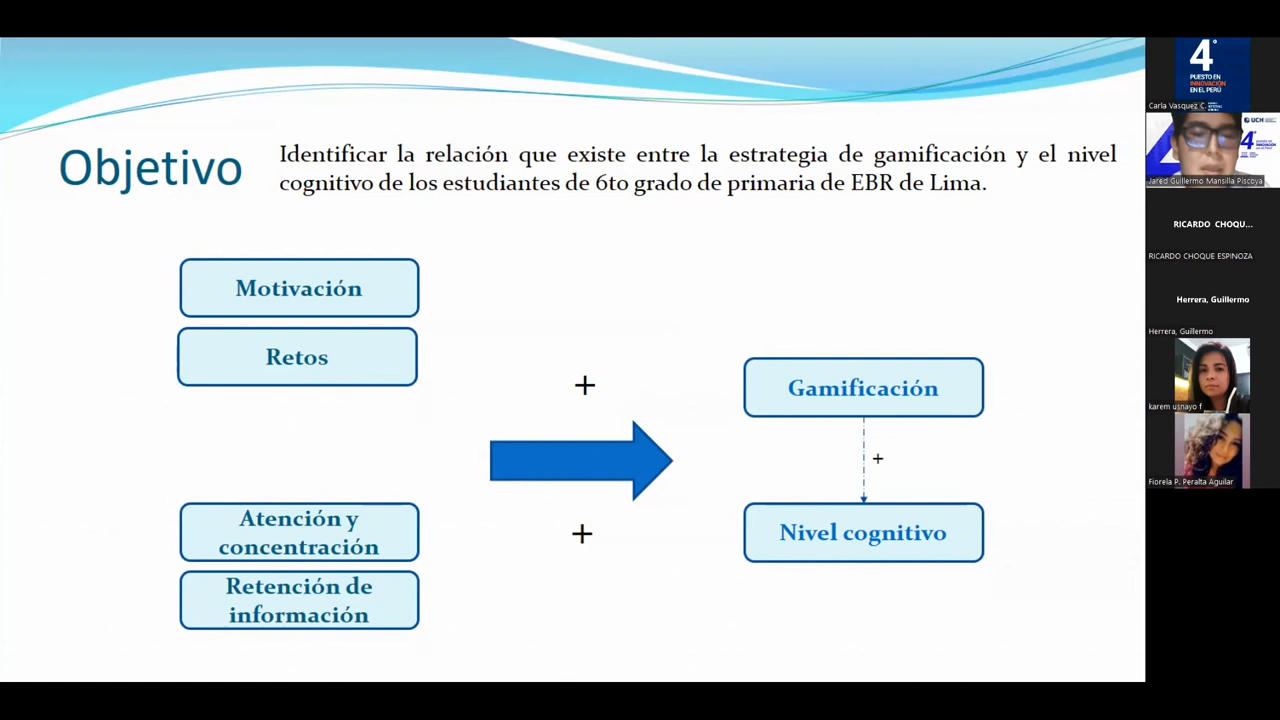 Objetivo
Identificar la relación que existe entre la estrategia de gamificación y el nivel
cognitivo de los estudiantes de 6to grado de primaria de EBR de Lima.
Motivación
Retos
Atención y
concentración
Retención de
información
+
+
Gamificación
+
Nivel cognitivo
4°
PUESTO EN
INNOVACIÓN
EN EL PERÚ
Carla Vasquez C.
UCH
4°
Jared Guillermo Mansilla Piscoya
RICARDO CHOQU...
RICARDO CHOQUE ESPINOZA
Herrera, Guillermo
Herrera, Guillermo
karem usnayo f
Fiorela P. Peralta Aguilar